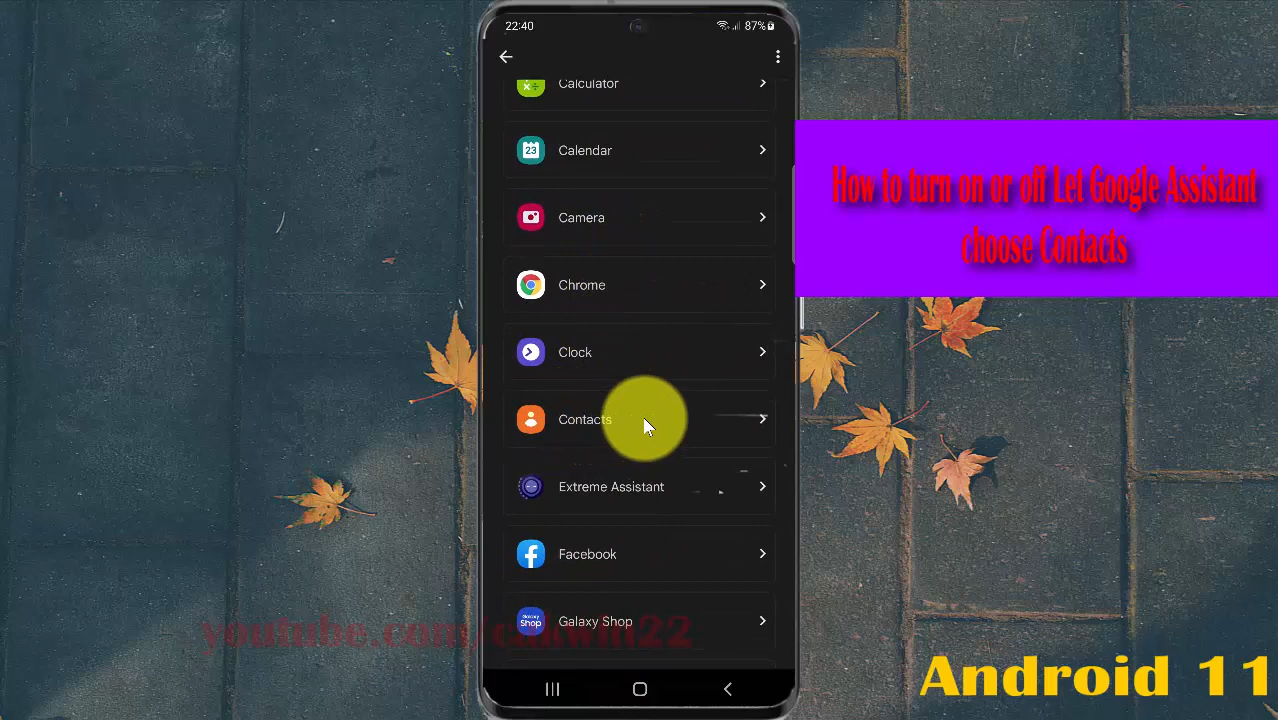 22:40
87%
Calculator
Calendar
23
Camera
Chrome
Clock
Contacts
Extreme Assistant
Facebook
Galaxy Shop
Galaxy Shop
How to turn on or off Let Google Assistant
choose Contacts
Android 11